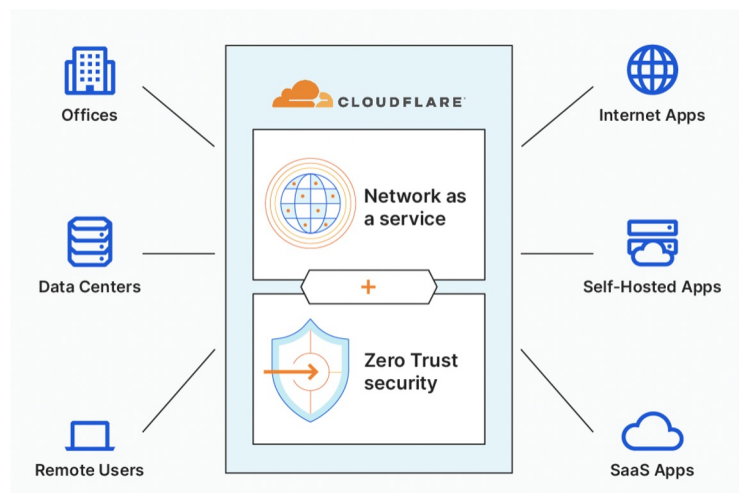 Offices
Data Centers
Remote Users
CLOUDFLARE
Network as
a service
+
Zero Trust
security
Internet Apps
Self-Hosted Apps
SaaS Apps